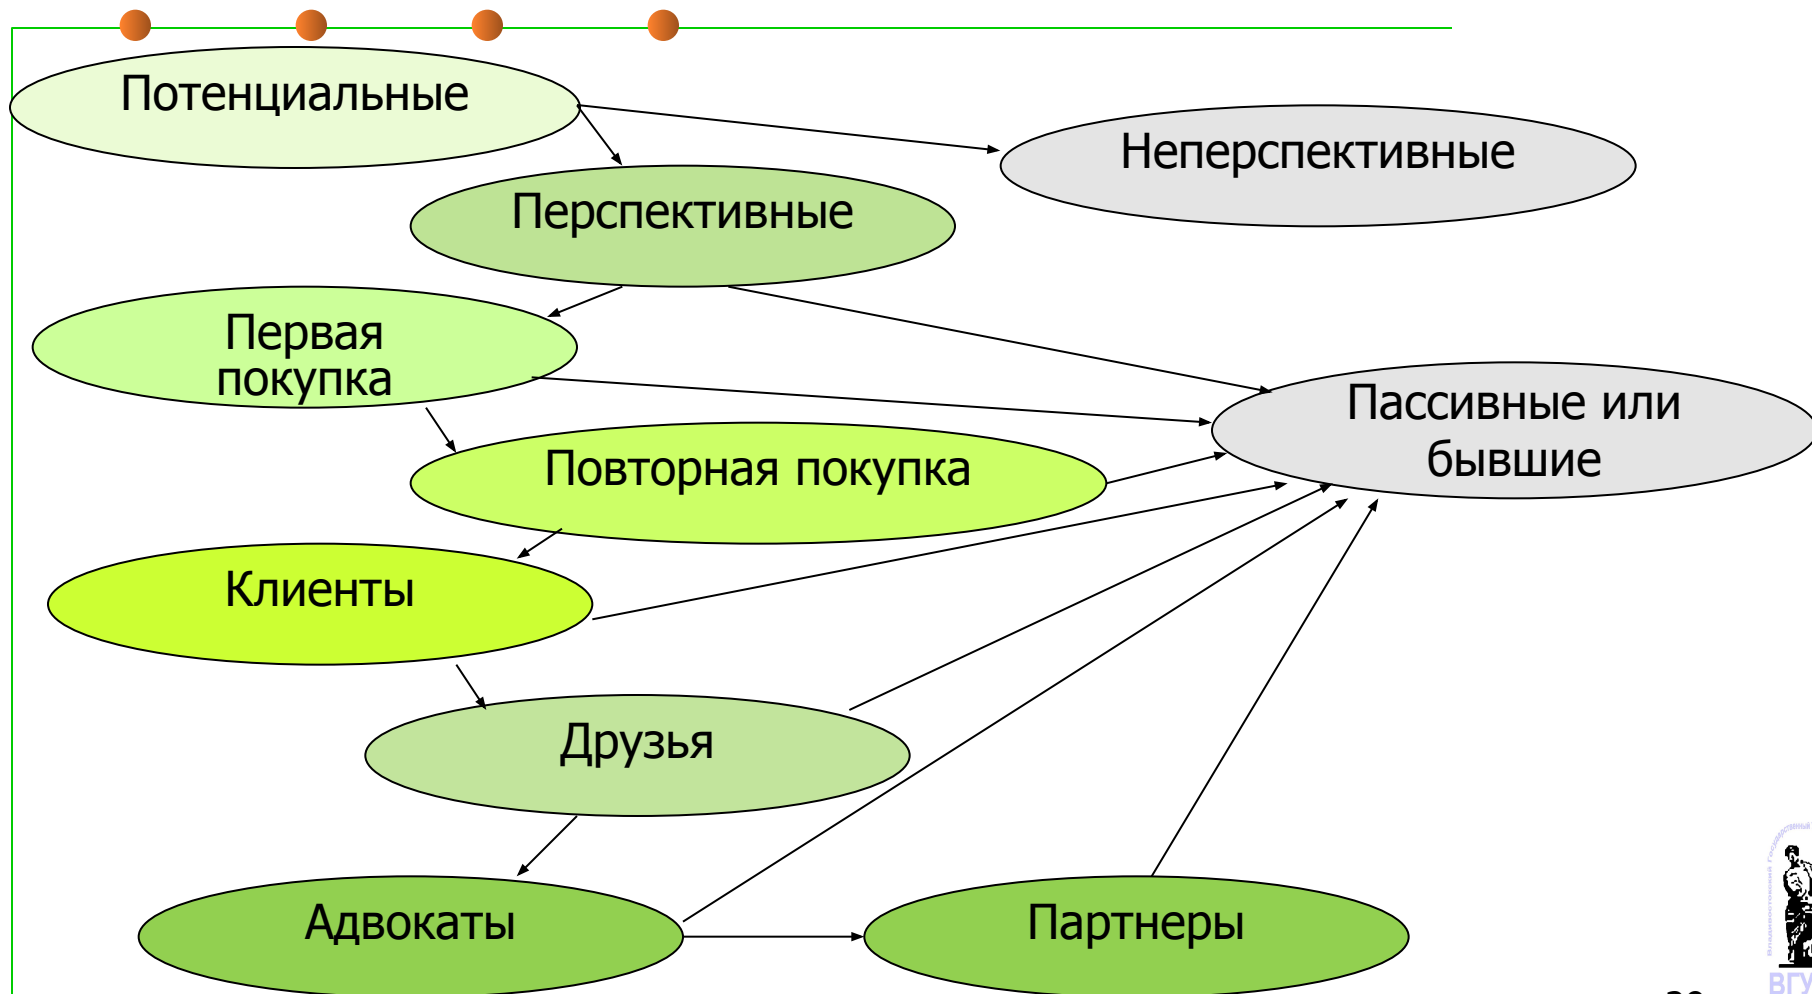 Потенциальные
Неперспективные
Перспективные
Первая
покупка
Пассивные или
бывшие
Повторная покупка
Клиенты
Друзья
Адвокаты
Партнеры